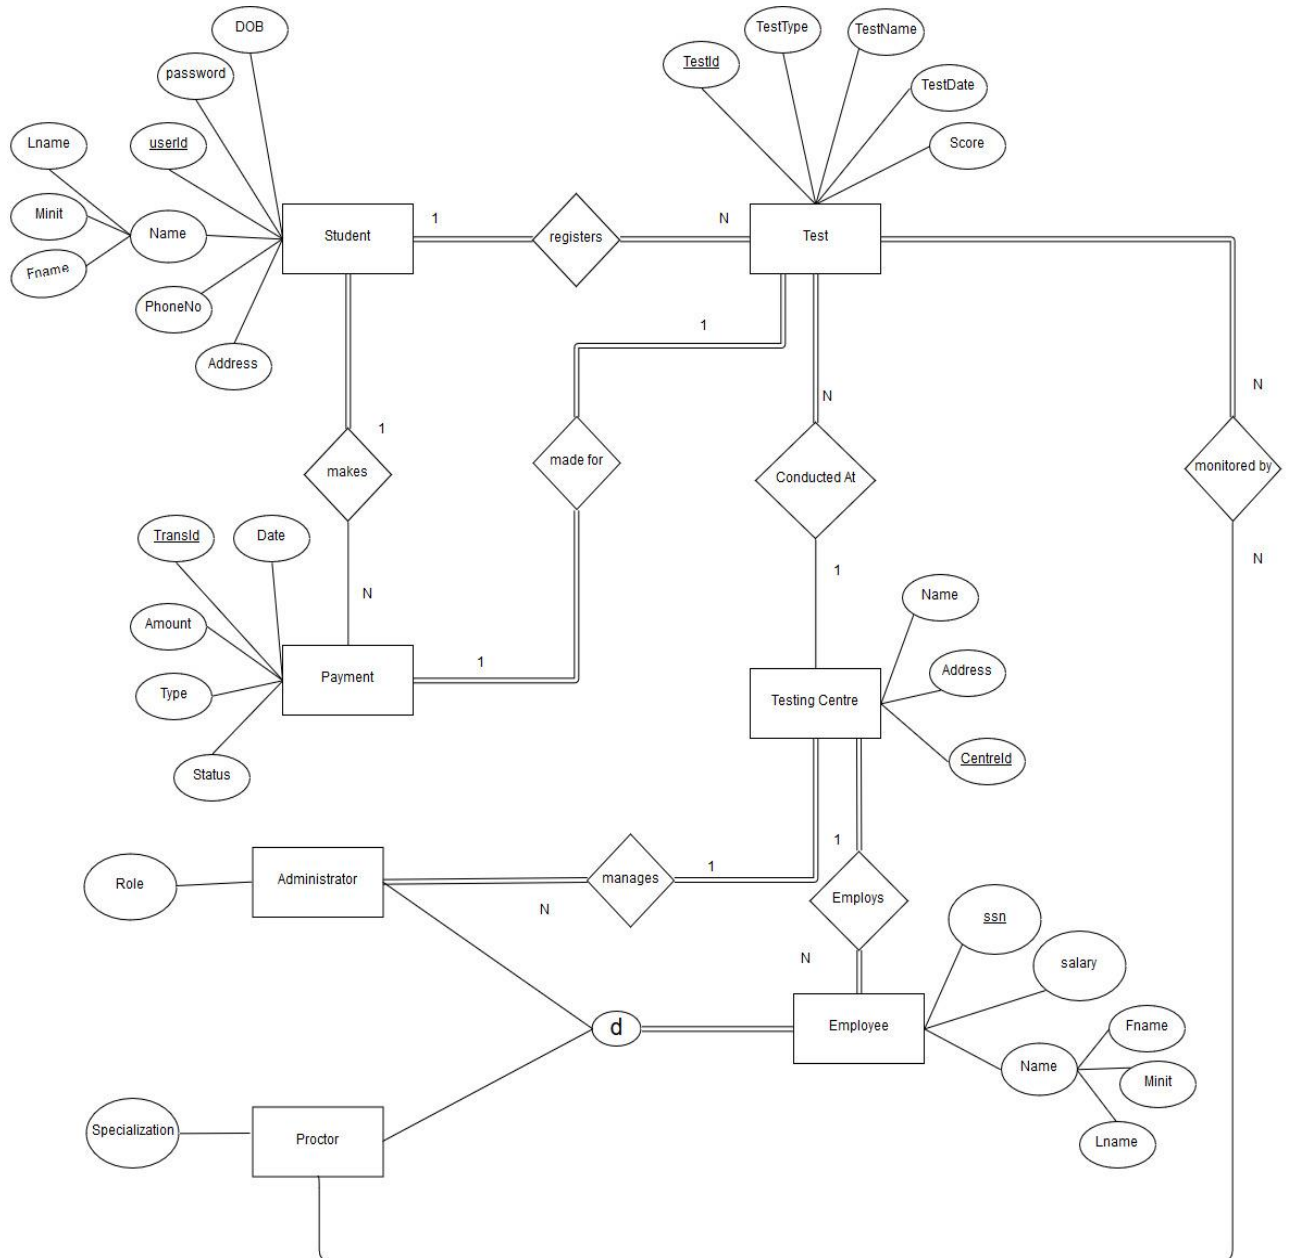 DOB
TestType
TestName
password
TestId
TestDate
Lname
userId
Score
Minit
Name
Student
1
registers
N
Test
Fname
PhoneNo
1
Address
N
N
1
makes
made for
Conducted At
monitored by
TransId
Date
N
1
N
Name
Amount
1
Payment
Address
Type
Testing Centre
Status
CentreId
1
Role
Administrator
manages
1
N
Employs
ssn
N
salary
d
Employee
Fname
Name
Minit
Specialization
Proctor
Lname